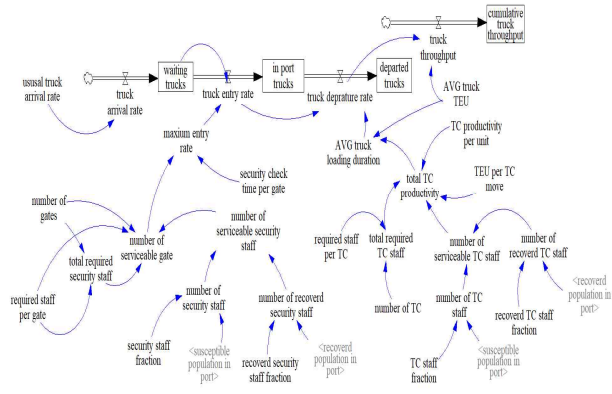 cumulative
truck
throughput
truck
throughput
waiting
trucks
in port
trucks
departed
trucks
ususal truck
arrival rate
truck
arrival rate
truck entry rate
truck deprature rate
AVG truck
TEU
maxium entry
rate
AVG truck
loading duration
TC productivity
per unit
security check
time per gate
total TC
productivity
TEU per TC
move
number of
gates
number of
serviceable gate
total required
security staff
number of
serviceable security
staff
required staff
per TC
total required
TC staff
number of
serviceable TC staff
number of
recoverd TC staff
required staff
per gate
number of
security staff
number of recoverd
security staff
number of TC
number of TC
staff
recoverd TC staff
fraction
<recoverd
population in
port>
security staff
fraction
<susceptible
population in
port>
recoverd security
staff fraction
<recoverd
population in
port>
TC staff
fraction
<susceptible
population in
port>